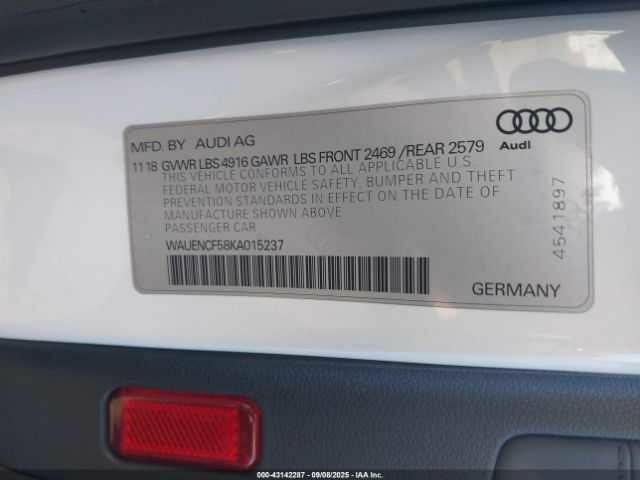 MFD. BY AUDI AG
Audi
11 18 GVWR LBS 4916 GAWR LBS FRONT 2469 /REAR 2579
THIS VEHICLE CONFORMS TO ALL APPLICABLE U.S.
FEDERAL MOTOR VEHICLE SAFETY, BUMPER AND THEFT
PREVENTION STANDARDS IN EFFECT ON THE DATE OF
MANUFACTURE SHOWN ABOVE
PASSENGER CAR
WAUENCF58KA015237
4541897
GERMANY
000-43142287 - 09/08/2025 - IAA Inc.